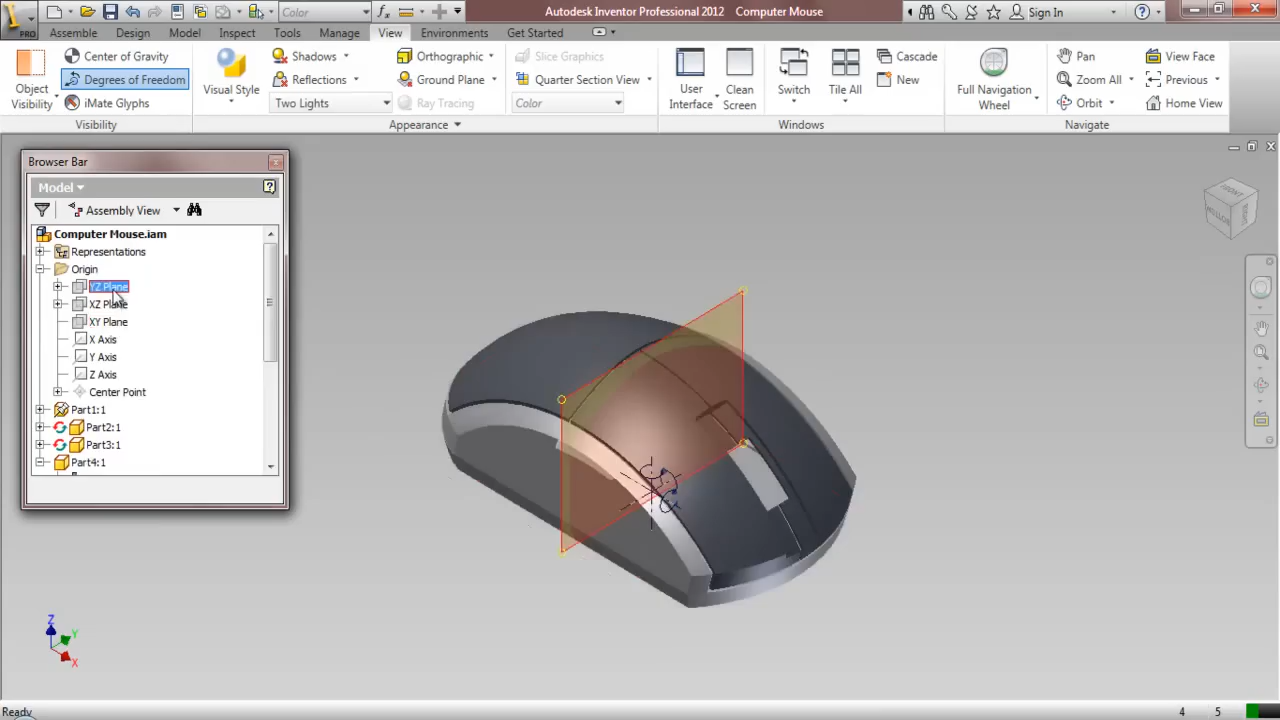 PRO
Color
Autodesk Inventor Professional 2012 Computer Mouse
Sign In
Assemble Design Model Inspect Tools Manage View Environments Get Started
Object
Visibility
Center of Gravity
Degrees of Freedom
iMate Glyphs
Visibility
Visual Style
Shadows
Reflections
Two Lights
Orthographic
Ground Plane
Ray Tracing
Slice Graphics
Quarter Section View
Color
Appearance
User
Interface
Clean
Screen
Switch
Tile All
Cascade
New
Windows
Full Navigation
Wheel
Pan
Zoom All
Orbit
View Face
Previous
Home View
Navigate
Browser Bar
Model
Assembly View
Computer Mouse.iam
Representations
Origin
YZ Plane
XZ Plane
XY Plane
X Axis
Y Axis
Z Axis
Center Point
Part1:1
Part2:1
Part3:1
Part4:1
FRONT
Z
Y
X
Ready
4 5